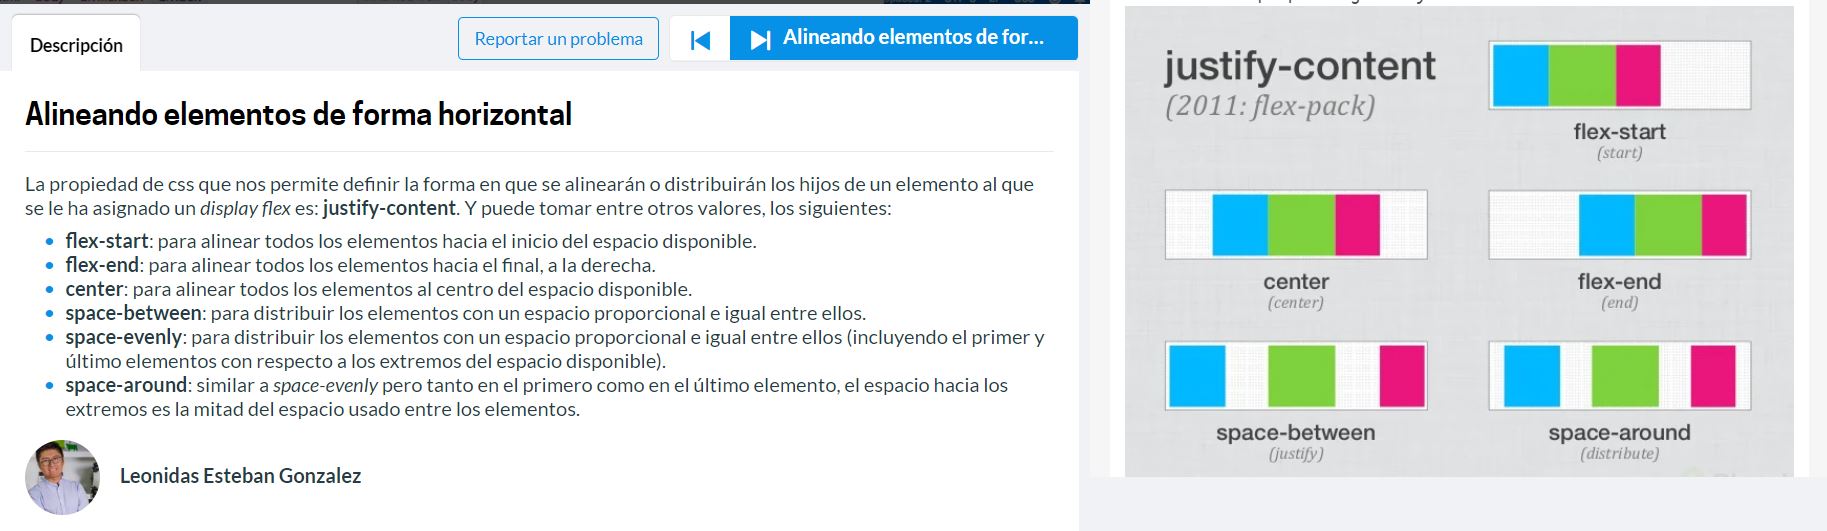 Descripción
Reportar un problema
Alineando elementos de for...
Alineando elementos de forma horizontal
La propiedad de css que nos permite definir la forma en que se alinearán o distribuirán los hijos de un elemento al que
se le ha asignado un display flex es: justify-content. Y puede tomar entre otros valores, los siguientes:
flex-start: para alinear todos los elementos hacia el inicio del espacio disponible.
flex-end: para alinear todos los elementos hacia el final, a la derecha.
center: para alinear todos los elementos al centro del espacio disponible.
space-between: para distribuir los elementos con un espacio proporcional e igual entre ellos.
space-evenly: para distribuir los elementos con un espacio proporcional e igual entre ellos (incluyendo el primer y
último elementos con respecto a los extremos del espacio disponible).
space-around: similar a space-evenly pero tanto en el primero como en el último elemento, el espacio hacia los
extremos es la mitad del espacio usado entre los elementos.
Leonidas Esteban Gonzalez
justify-content
(2011: flex-pack)
flex-start
(start)
center
(center)
flex-end
(end)
space-between
(justify)
space-around
(distribute)